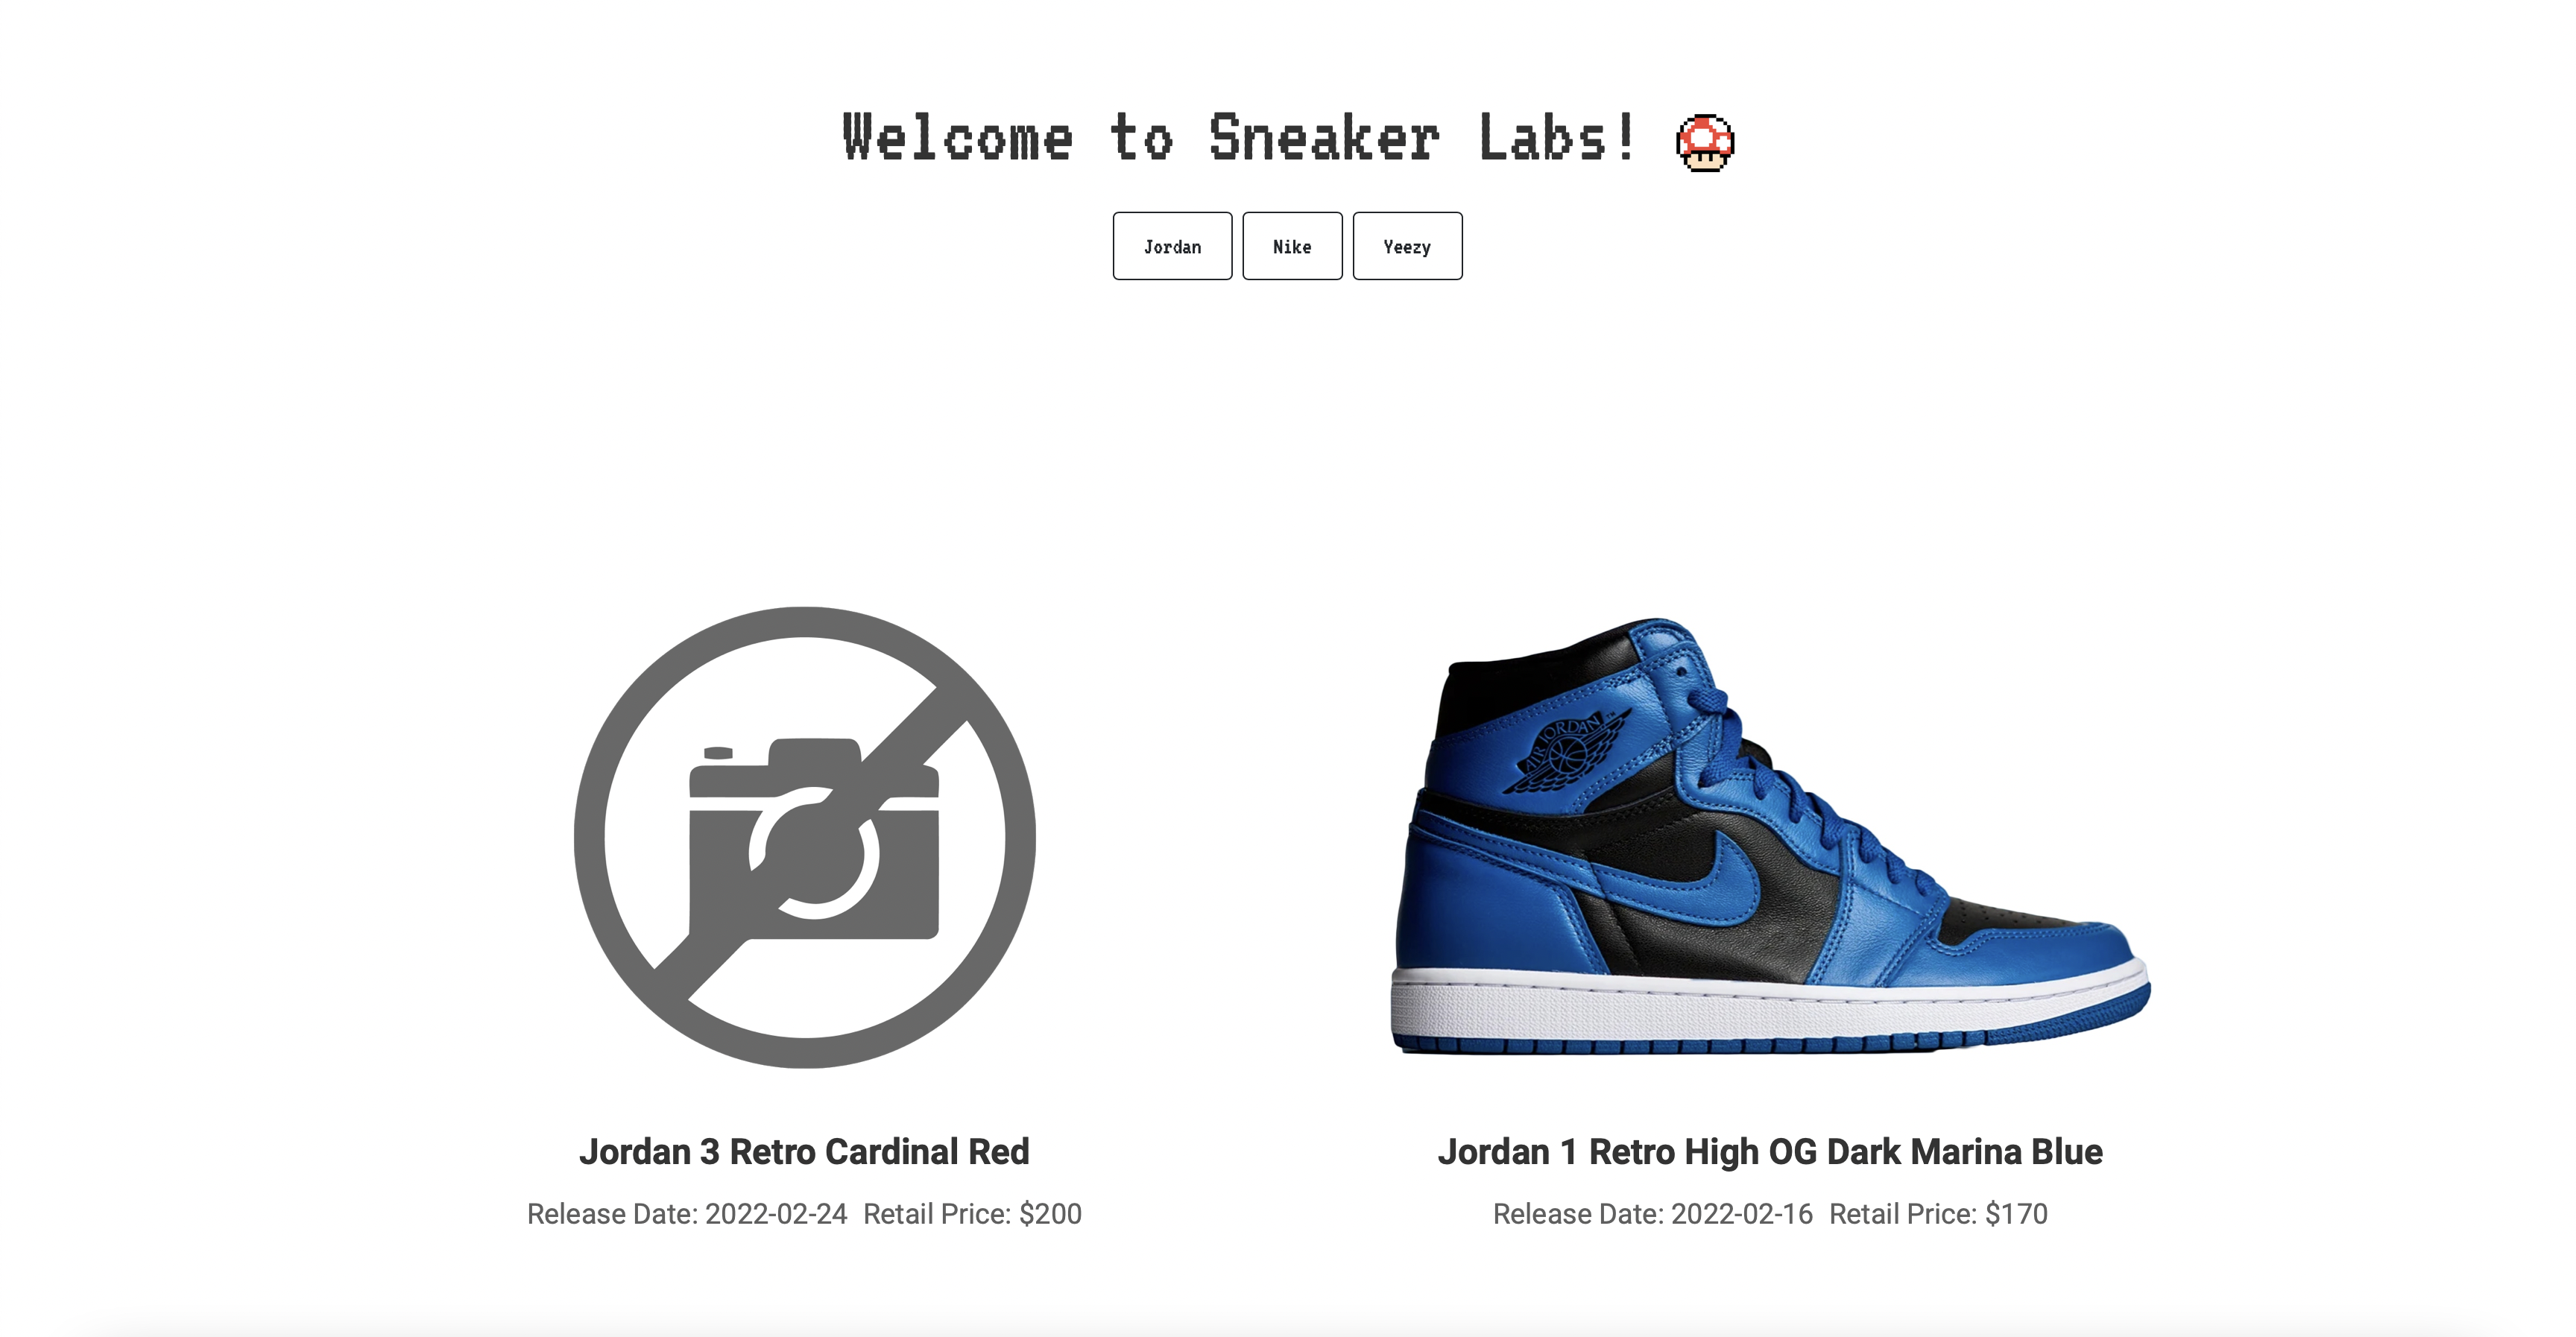 Welcome to Sneaker Labs!
Jordan
Nike
Yeezy
AIR JORDAN
Jordan 3 Retro Cardinal Red
Release Date: 2022-02-24 Retail Price: $200
Jordan 1 Retro High OG Dark Marina Blue
Release Date: 2022-02-16 Retail Price: $170